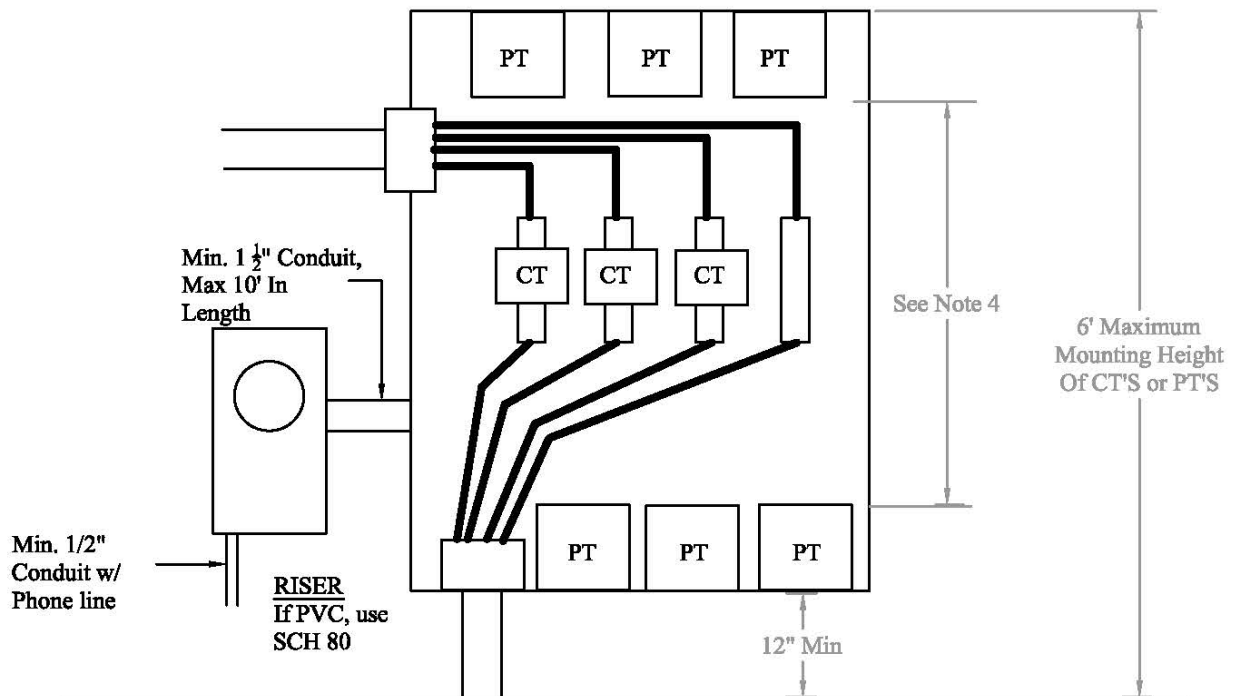 PT PT PT
Min. 1 ½" Conduit,
Max 10' In
Length
CT CT CT
See Note 4
6' Maximum
Mounting Height
Of CT'S or PT'S
Min. 1/2"
Conduit w/
Phone line
RISER
If PVC, use
SCH 80
PT PT PT
12" Min